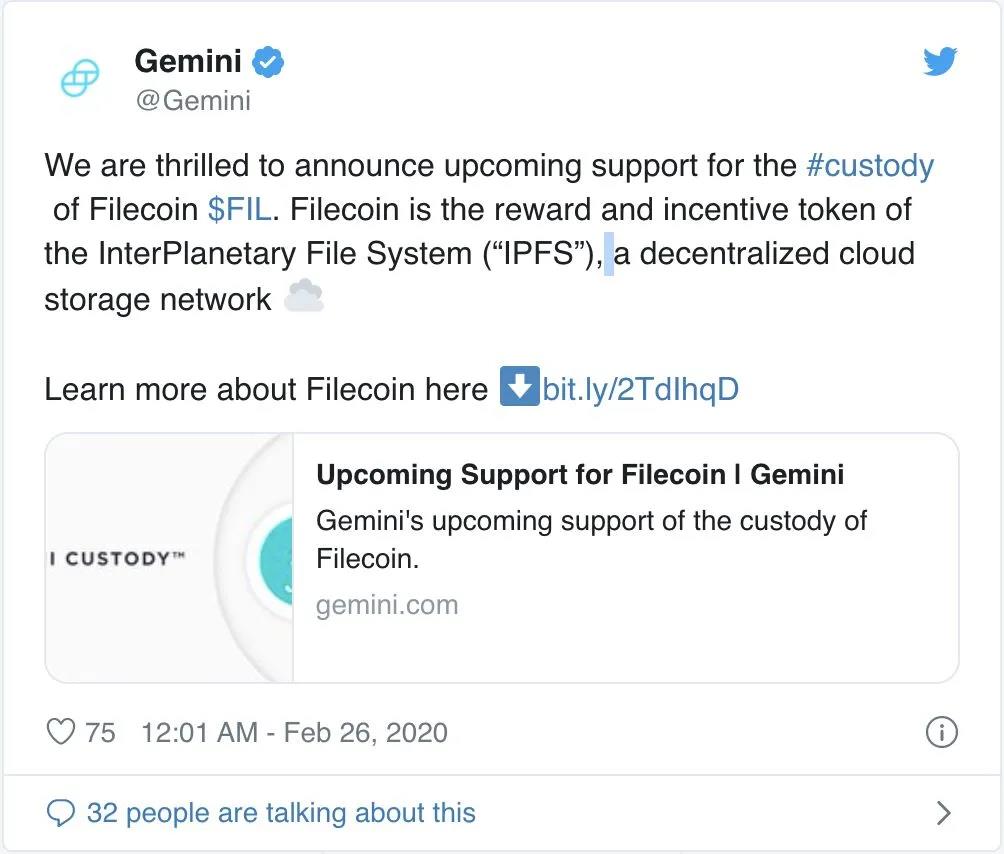 Gemini
@Gemini
We are thrilled to announce upcoming support for the #custody
of Filecoin $FIL. Filecoin is the reward and incentive token of
the InterPlanetary File System (“IPFS”), a decentralized cloud
storage network
Learn more about Filecoin here bit.ly/2TdIhqD
I CUSTODY™
Upcoming Support for Filecoin | Gemini
Gemini's upcoming support of the custody of
Filecoin.
gemini.com
75 12:01 AM - Feb 26, 2020
32 people are talking about this